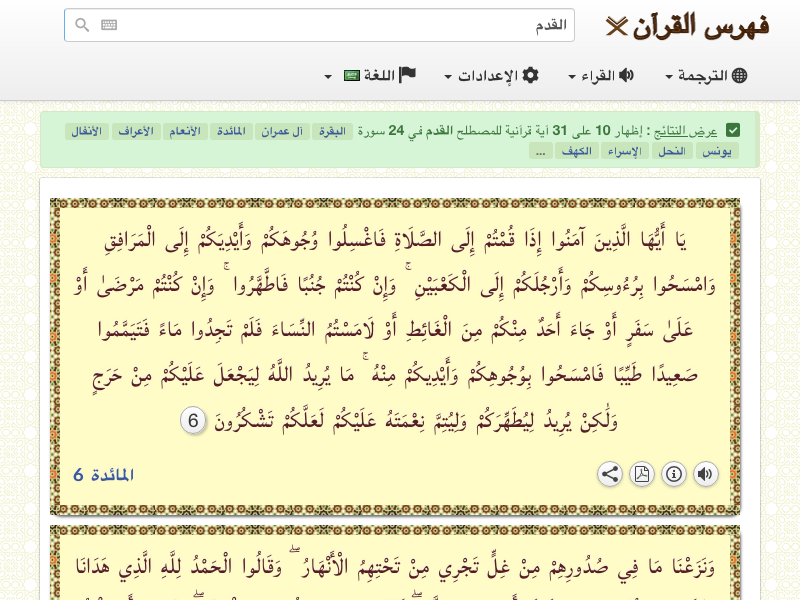 فهرس القرآن
القدم
الترجمة
القراء
الإعدادات
اللغة
عرض النتائج : إظهار 10 على 31 آية قرآنية للمصطلح القدم في 24 سورة البقرة آل عمران المائدة الأنعام الأعراف الأنفال
يونس النحل الإسراء الكهف ...
يَا أَيُّهَا الَّذِينَ آمَنُوا إِذَا قُمْتُمْ إِلَى الصَّلَاةِ فَاغْسِلُوا وُجُوهَكُمْ وَأَيْدِيَكُمْ إِلَى الْمَرَافِقِ
وَامْسَحُوا بِرُءُوسِكُمْ وَأَرْجُلَكُمْ إِلَى الْكَعْبَيْنِ ۚ وَإِنْ كُنْتُمْ جُنُبًا فَاطَّهَّرُوا ۚ وَإِنْ كُنْتُمْ مَرْضَىٰ أَوْ
عَلَىٰ سَفَرٍ أَوْ جَاءَ أَحَدٌ مِنْكُمْ مِنَ الْغَائِطِ أَوْ لَامَسْتُمُ النِّسَاءَ فَلَمْ تَجِدُوا مَاءً فَتَيَمَّمُوا
صَعِيدًا طَيِّبًا فَامْسَحُوا بِوُجُوهِكُمْ وَأَيْدِيكُمْ مِنْهُ ۚ مَا يُرِيدُ اللَّهُ لِيَجْعَلَ عَلَيْكُمْ مِنْ حَرَجٍ
وَلَٰكِنْ يُرِيدُ لِيُطَهِّرَكُمْ وَلِيُتِمَّ نِعْمَتَهُ عَلَيْكُمْ لَعَلَّكُمْ تَشْكُرُونَ 6
المائدة 6
وَنَزَعْنَا مَا فِي صُدُورِهِمْ مِنْ غِلٍّ تَجْرِي مِنْ تَحْتِهِمُ الْأَنْهَارُ ۖ وَقَالُوا الْحَمْدُ لِلَّهِ الَّذِي هَدَانَا